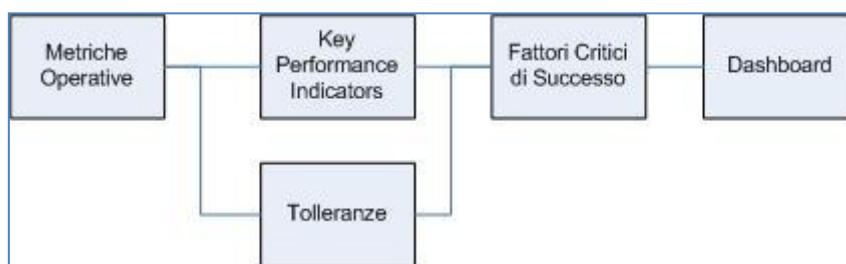 Metriche
Operative
Key
Performance
Indicators
Fattori Critici
di Successo
Dashboard
Tolleranze